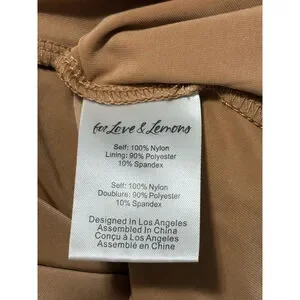 for Love & Lemons
Self: 100% Nylon
Lining: 90% Polyester
10% Spandex
Self: 100% Nylon
Doublure: 90% Polyester
10% Spandex
Designed In Los Angeles
Assembled In China
Conçu à Los Angeles
Assemblé en Chine